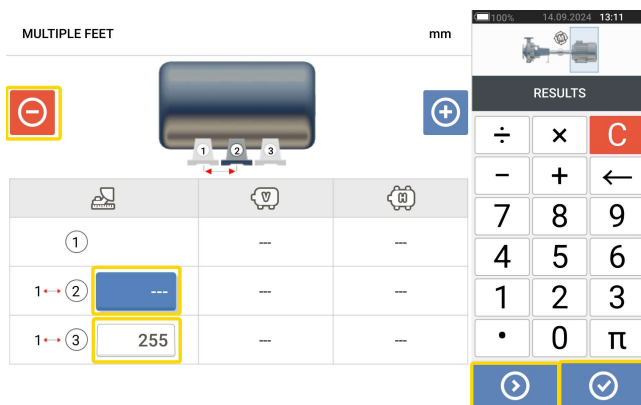 MULTIPLE FEET mm
100% 14.09.2024 13:11
RESULTS
1 2 3
V H
1 --- ---
1 2 --- --- ---
1 3 255 --- ---
÷ × C
− + ←
7 8 9
4 5 6
1 2 3
• 0 π